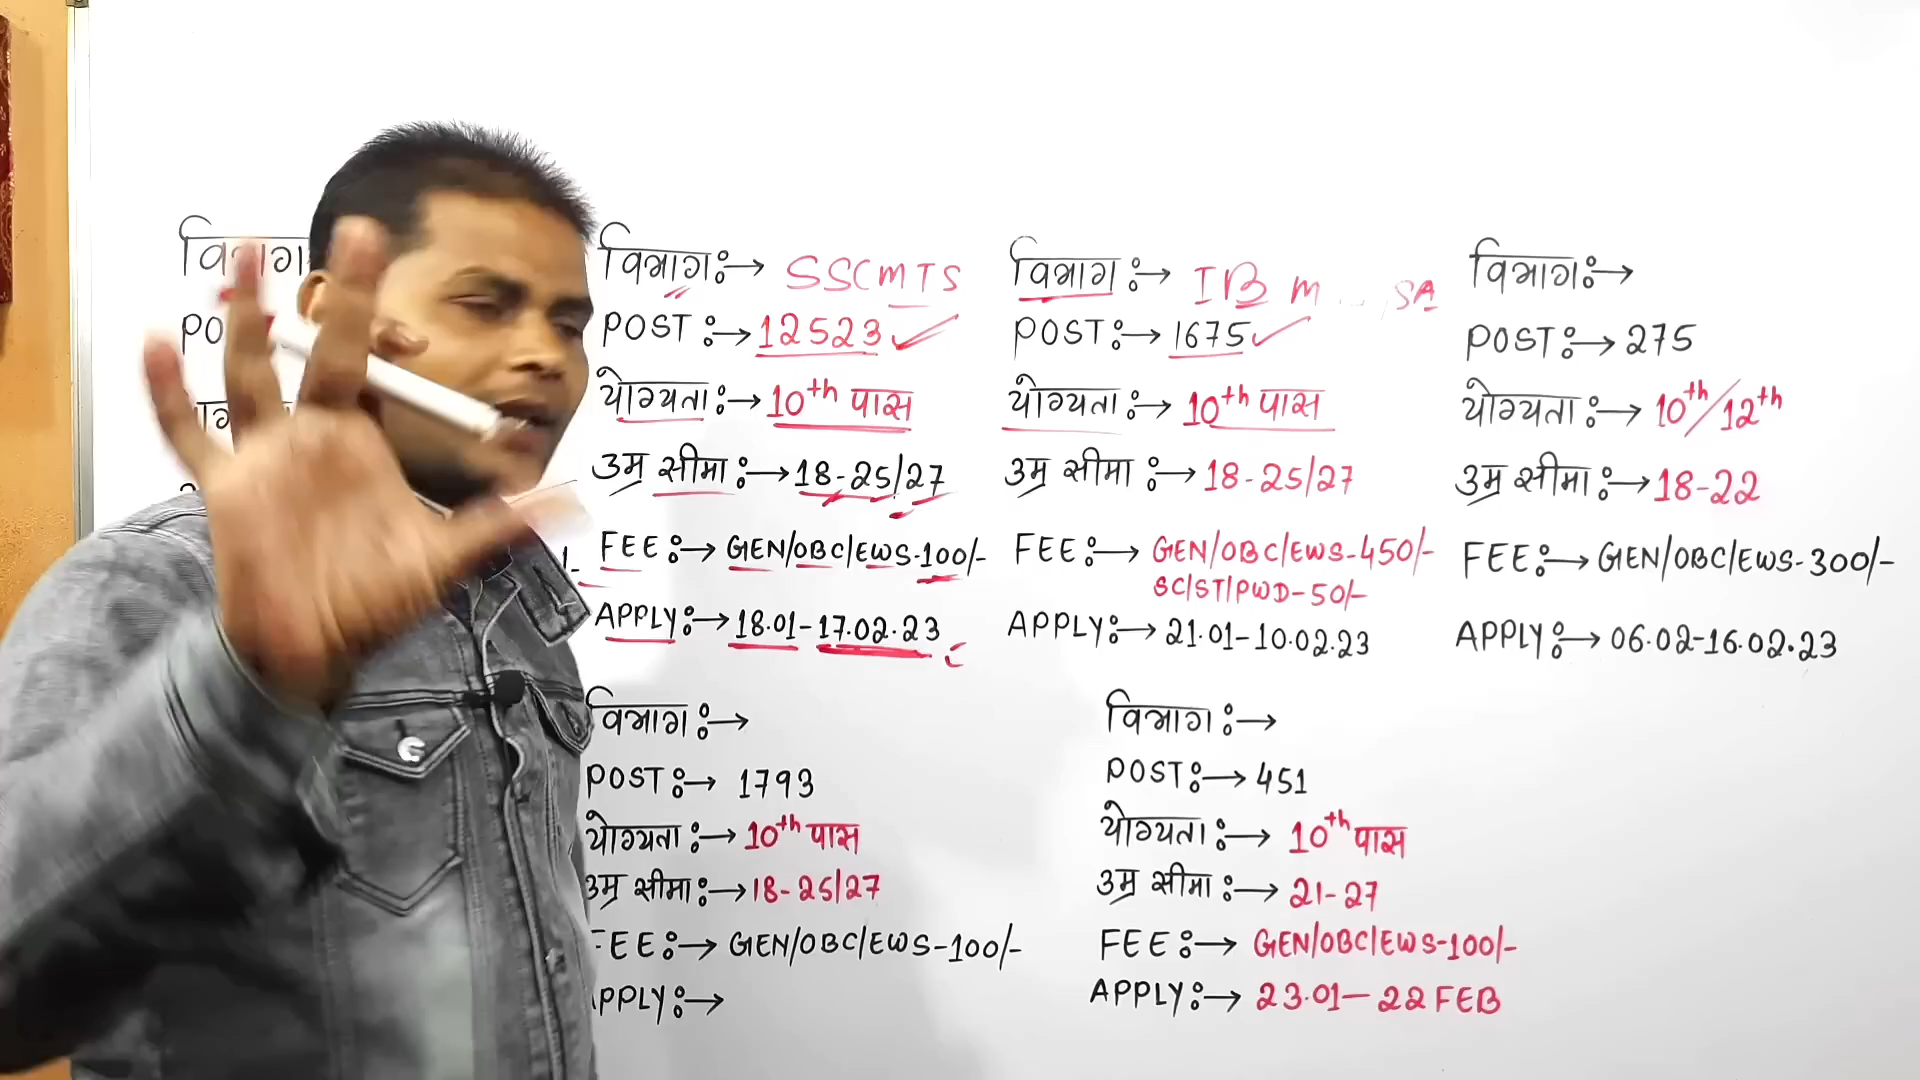 विभाग
विभाग:→ SSC MTS
POST:→12523
योग्यता:→10th पास
उम्र सीमा:→18-25/27
FEE:→GEN/OBC/EWS-100/-
APPLY:→18.01-17.02.23
विभाग:→ IB M SA
POST:→1675
योग्यता:→10th पास
उम्र सीमा:→18-25/27
FEE:→GEN/OBC/EWS-450/-
SC/ST/PWD-50/-
APPLY:→21.01-10.02.23
विभाग:→
POST:→275
योग्यता:→10th/12th
उम्र सीमा:→18-22
FEE:→GEN/OBC/EWS-300/-
APPLY:→06.02-16.02.23
विभाग:→
POST:→1793
योग्यता:→10th पास
उम्र सीमा:→18-25/27
FEE:→GEN/OBC/EWS-100/-
APPLY:→
विभाग:→
POST:→451
योग्यता:→10th पास
उम्र सीमा:→21-27
FEE:→GEN/OBC/EWS-100/-
APPLY:→23.01-22 FEB